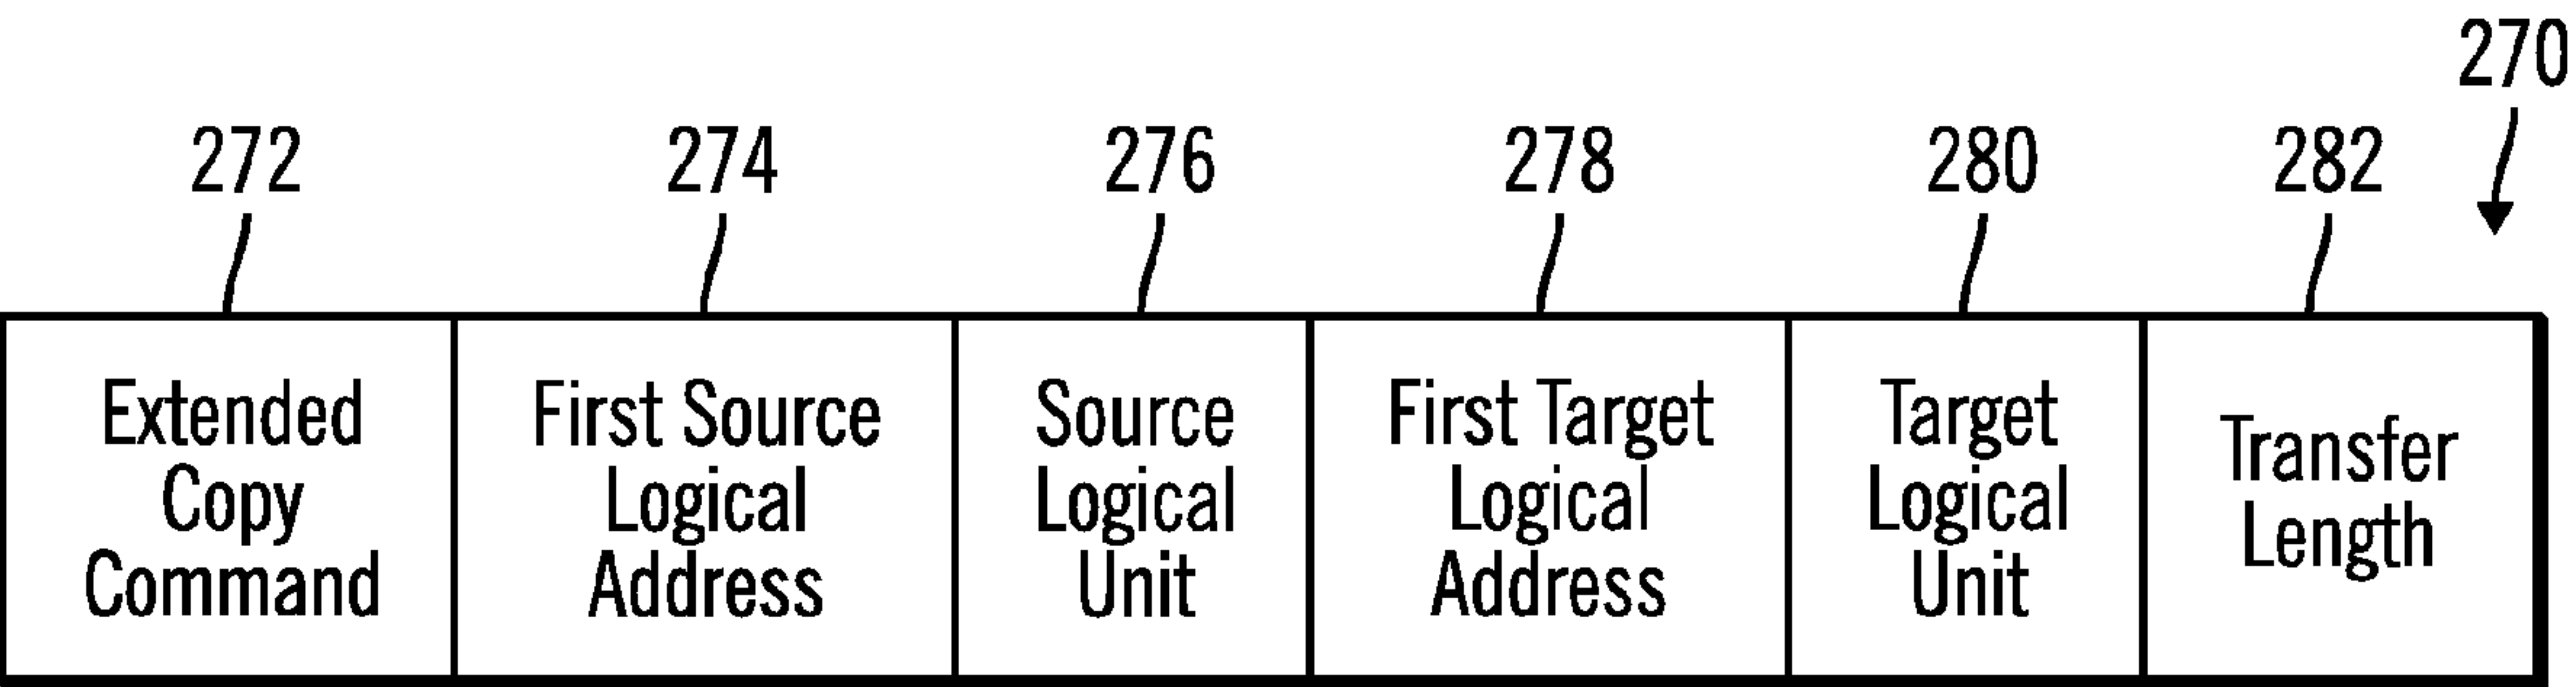 270
272
274
276
278
280
282
Extended
Copy
Command
First Source
Logical
Address
Source
Logical
Unit
First Target
Logical
Address
Target
Logical
Unit
Transfer
Length